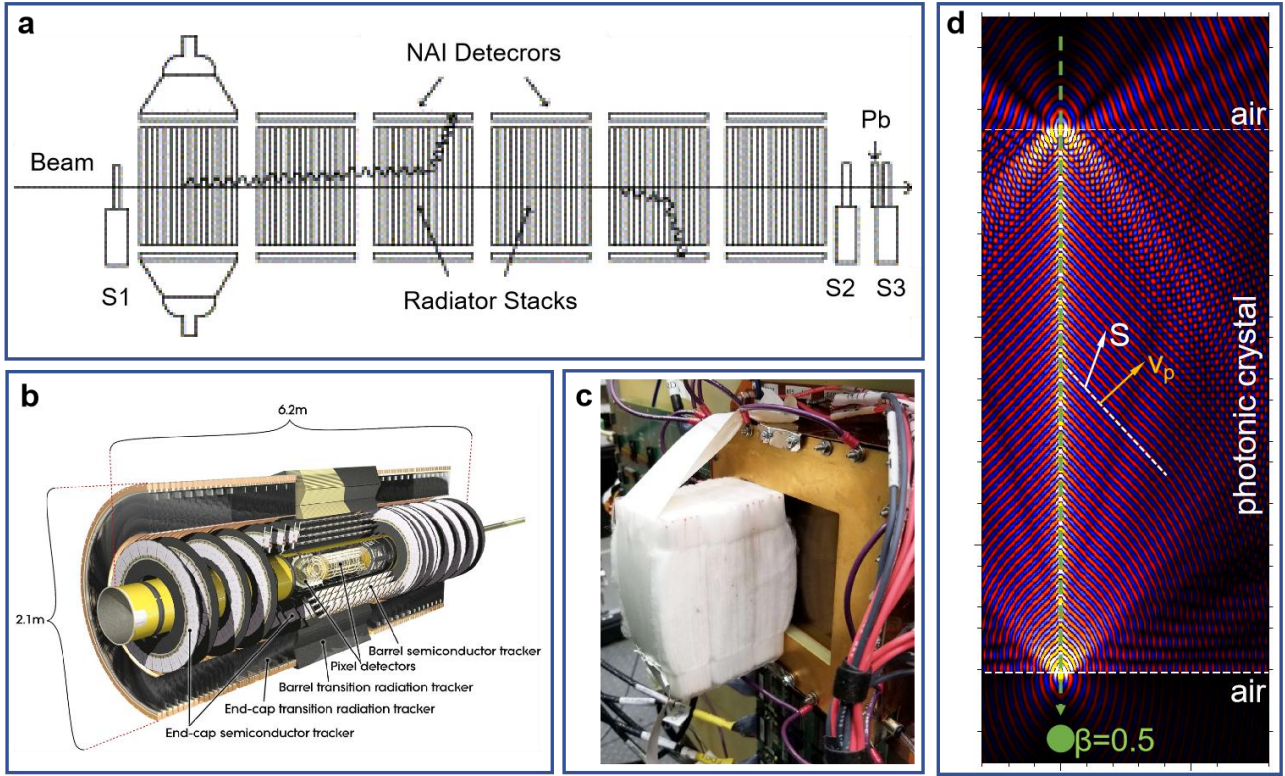 a
NAI Detecrors
Beam
Pb
S1
S2
S3
Radiator Stacks
b
6.2m
2.1m
Barrel semiconductor tracker
Pixel detectors
Barrel transition radiation tracker
End-cap transition radiation tracker
End-cap semiconductor tracker
c
d
air
S
vp
photonic crystal
air
β=0.5